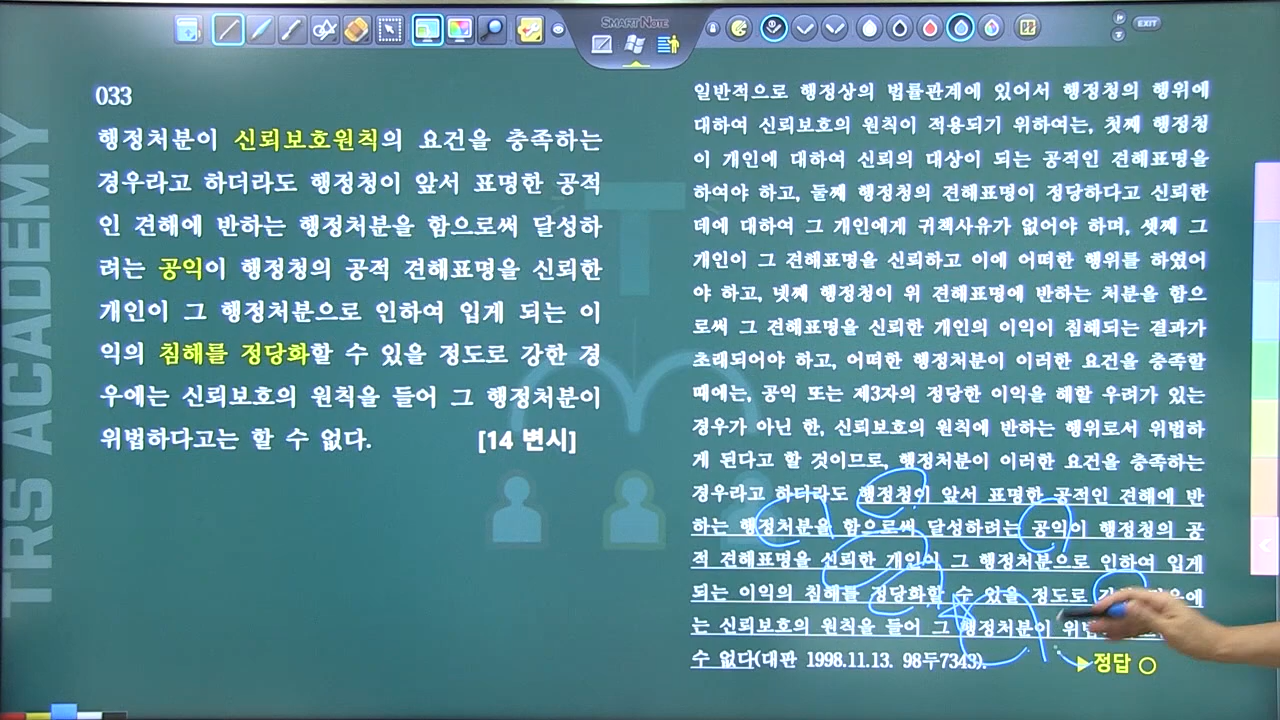 SMART NOTE
EXIT
TRS ACADEMY
033
행정처분이 신뢰보호원칙의 요건을 충족하는
경우라고 하더라도 행정청이 앞서 표명한 공적
인 견해에 반하는 행정처분을 함으로써 달성하
려는 공익이 행정청의 공적 견해표명을 신뢰한
개인이 그 행정처분으로 인하여 입게 되는 이
익의 침해를 정당화할 수 있을 정도로 강한 경
우에는 신뢰보호의 원칙을 들어 그 행정처분이
위법하다고는 할 수 없다. [14 변시]
일반적으로 행정상의 법률관계에 있어서 행정청의 행위에
대하여 신뢰보호의 원칙이 적용되기 위하여는, 첫째 행정청
이 개인에 대하여 신뢰의 대상이 되는 공적인 견해표명을
하여야 하고, 둘째 행정청의 견해표명이 정당하다고 신뢰한
데에 대하여 그 개인에게 귀책사유가 없어야 하며, 셋째 그
개인이 그 견해표명을 신뢰하고 이에 어떠한 행위를 하였어
야 하고, 넷째 행정청이 위 견해표명에 반하는 처분을 함으
로써 그 견해표명을 신뢰한 개인의 이익이 침해되는 결과가
초래되어야 하고, 어떠한 행정처분이 이러한 요건을 충족할
때에는, 공익 또는 제3자의 정당한 이익을 해할 우려가 있는
경우가 아닌 한, 신뢰보호의 원칙에 반하는 행위로서 위법하
게 된다고 할 것이므로, 행정처분이 이러한 요건을 충족하는
경우라고 하더라도 행정청이 앞서 표명한 공적인 견해에 반
하는 행정처분을 함으로써 달성하려는 공익이 행정청의 공
적 견해표명을 신뢰한 개인이 그 행정처분으로 인하여 입게
되는 이익의 침해를 정당화할 수 있을 정도로
는 신뢰보호의 원칙을 들어 그 행정처분이
수 없다(대판 1998.11.13. 98두7343).
▶정답 ○